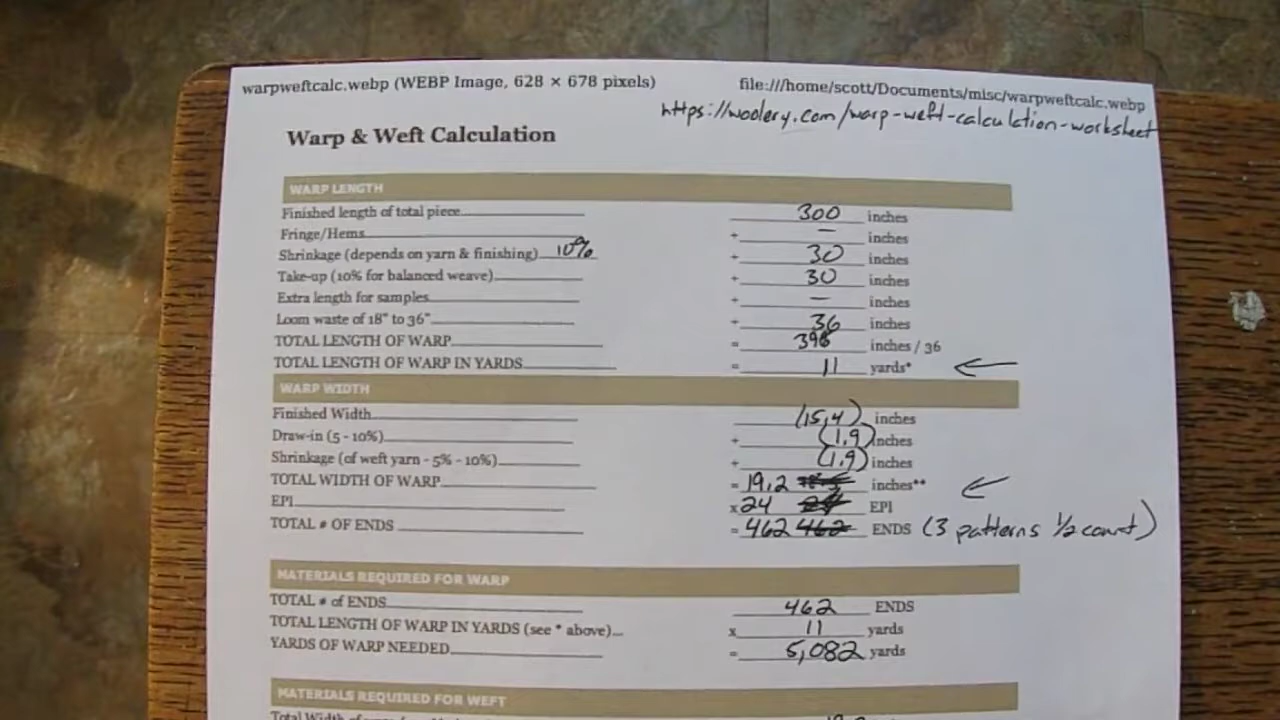 warpweftcalc.webp (WEBP Image, 628 × 678 pixels) file:///home/scott/Documents/misc/warpweftcalc.webp
https://woolery.com/warp-weft-calculation-worksheet
Warp & Weft Calculation
WARP LENGTH
Finished length of total piece 300 inches
Fringe/Hems + — inches
Shrinkage (depends on yarn & finishing) 10% + 30 inches
Take-up (10% for balanced weave) + 30 inches
Extra length for samples + — inches
Loom waste of 18" to 36" + 36 inches
TOTAL LENGTH OF WARP = 396 inches / 36
TOTAL LENGTH OF WARP IN YARDS = 11 yards* ←
WARP WIDTH
Finished Width (15.4) inches
Draw-in (5 - 10%) + (1.9) inches
Shrinkage (of weft yarn - 5% - 10%) + (1.9) inches
TOTAL WIDTH OF WARP = 19.2 inches** ←
EPI x 24 EPI
TOTAL # OF ENDS = 462 462 ENDS (3 patterns 1/2 count)
MATERIALS REQUIRED FOR WARP
TOTAL # of ENDS 462 ENDS
TOTAL LENGTH OF WARP IN YARDS (see * above)... x 11 yards
YARDS OF WARP NEEDED = 5,082 yards
MATERIALS REQUIRED FOR WEFT